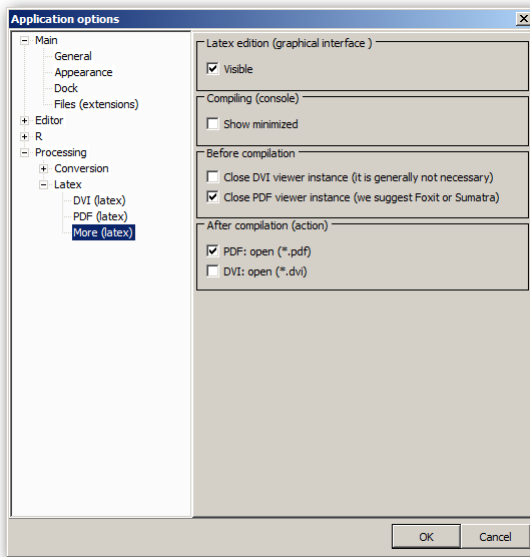 Application options
Main
General
Appearance
Dock
Files (extensions)
Editor
R
Processing
Conversion
Latex
DVI (latex)
PDF (latex)
More (latex)
Latex edition (graphical interface )
Visible
Compiling (console)
Show minimized
Before compilation
Close DVI viewer instance (it is generally not necessary)
Close PDF viewer instance (we suggest Foxit or Sumatra)
After compilation (action)
PDF: open (*.pdf)
DVI: open (*.dvi)
OK
Cancel